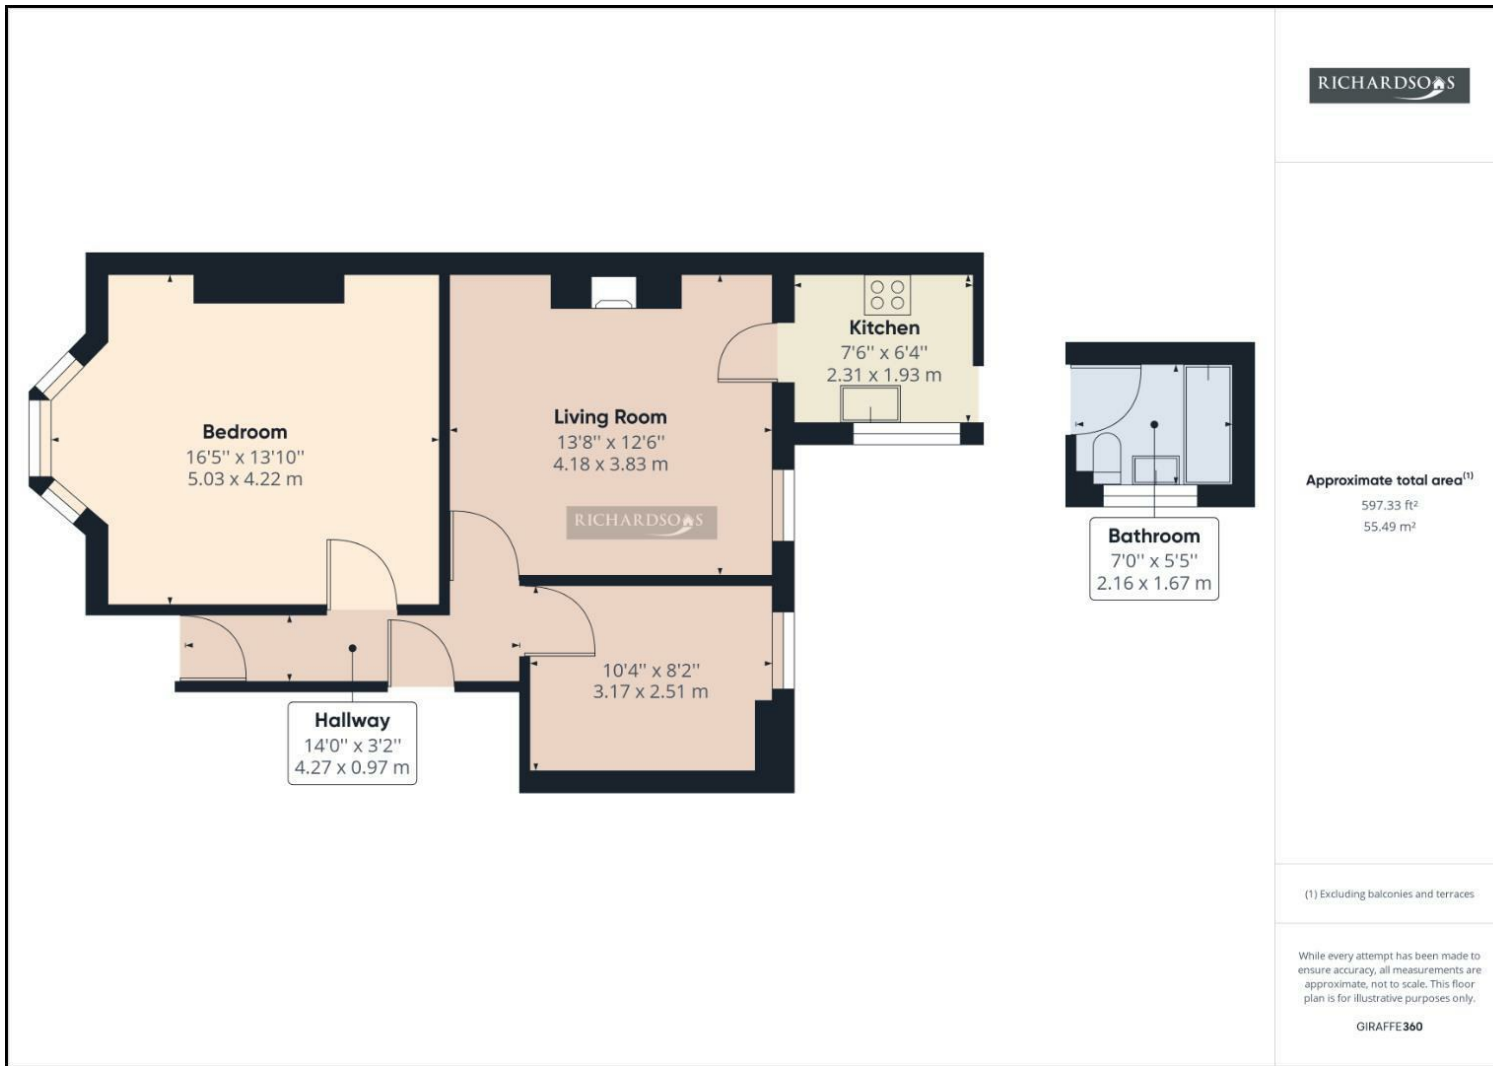 RICHARDSONS
Kitchen
7'6'' x 6'4''
2.31 x 1.93 m
Living Room
13'8'' x 12'6''
4.18 x 3.83 m
Bedroom
16'5'' x 13'10''
5.03 x 4.22 m
RICHARDSONS
10'4'' x 8'2''
3.17 x 2.51 m
Hallway
14'0'' x 3'2''
4.27 x 0.97 m
Bathroom
7'0'' x 5'5''
2.16 x 1.67 m
Approximate total area(1)
597.33 ft²
55.49 m²
(1) Excluding balconies and terraces
While every attempt has been made to
ensure accuracy, all measurements are
approximate, not to scale. This floor
plan is for illustrative purposes only.
GIRAFFE360